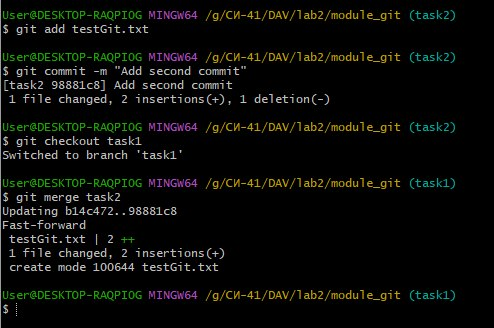 User@DESKTOP-RAQPIOG MINGW64 /g/СИ-41/DAV/lab2/module_git (task2)
$ git add testGit.txt
User@DESKTOP-RAQPIOG MINGW64 /g/СИ-41/DAV/lab2/module_git (task2)
$ git commit -m "Add second commit"
[task2 98881c8] Add second commit
1 file changed, 2 insertions(+), 1 deletion(-)
User@DESKTOP-RAQPIOG MINGW64 /g/СИ-41/DAV/lab2/module_git (task2)
$ git checkout task1
Switched to branch 'task1'
User@DESKTOP-RAQPIOG MINGW64 /g/СИ-41/DAV/lab2/module_git (task1)
$ git merge task2
Updating b14c472..98881c8
Fast-forward
testGit.txt | 2 ++
1 file changed, 2 insertions(+)
create mode 100644 testGit.txt
User@DESKTOP-RAQPIOG MINGW64 /g/СИ-41/DAV/lab2/module_git (task1)
$